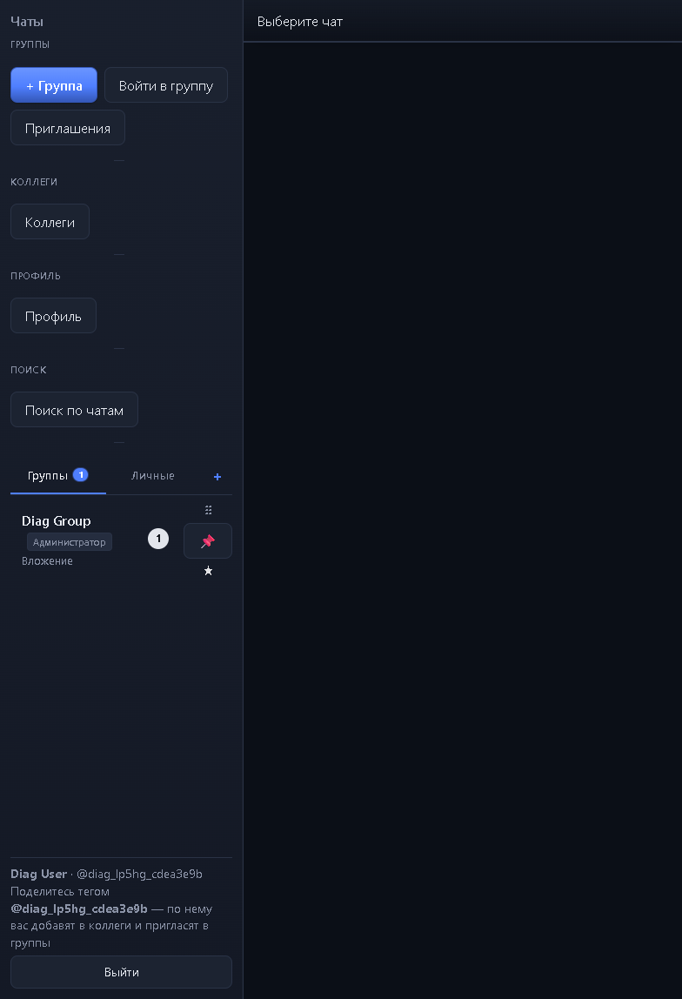 Чаты
Выберите чат
ГРУППЫ
+ Группа
Войти в группу
Приглашения
КОЛЛЕГИ
Коллеги
ПРОФИЛЬ
Профиль
ПОИСК
Поиск по чатам
Группы 1
Личные
+
Diag Group
Администратор
1
Вложение
Diag User · @diag_lp5hg_cdea3e9b
Поделитесь тегом
@diag_lp5hg_cdea3e9b — по нему
вас добавят в коллеги и пригласят в
группы
Выйти